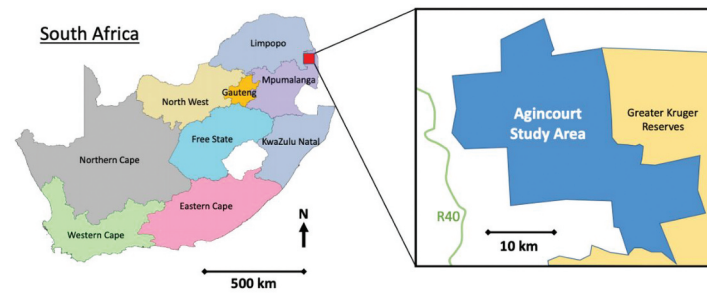 South Africa
Limpopo
Mpumalanga
Gauteng
North West
Free State
KwaZulu Natal
Northern Cape
Eastern Cape
Western Cape
N
500 km
Agincourt
Study Area
Greater Kruger
Reserves
R40
10 km